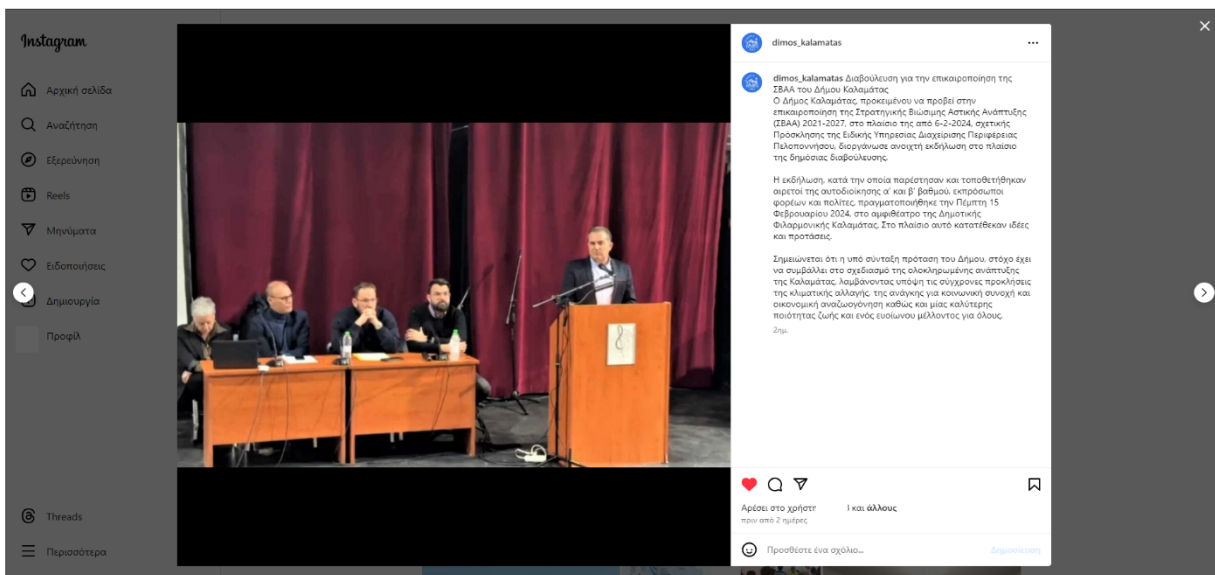 Instagram
Αρχική σελίδα
Αναζήτηση
Εξερεύνηση
Reels
Μηνύματα
Ειδοποιήσεις
Δημιουργία
Προφίλ
Threads
Περισσότερα
dimos_kalamatas
dimos_kalamatas Διαβούλευση για την επικαιροποίηση της
ΣΒΑΑ του Δήμου Καλαμάτας
Ο Δήμος Καλαμάτας, προκειμένου να προβεί στην
επικαιροποίηση της Στρατηγικής Βιώσιμης Αστικής Ανάπτυξης
(ΣΒΑΑ) 2021-2027, στο πλαίσιο της από 6-2-2024, σχετικής
Πρόσκλησης της Ειδικής Υπηρεσίας Διαχείρισης Περιφέρειας
Πελοποννήσου, διοργάνωσε ανοιχτή εκδήλωση στο πλαίσιο
της δημόσιας διαβούλευσης.
Η εκδήλωση, κατά την οποία παρέστησαν και τοποθετήθηκαν
αιρετοί της αυτοδιοίκησης α' και β' βαθμού, εκπρόσωποι
φορέων και πολίτες, πραγματοποιήθηκε την Πέμπτη 15
Φεβρουαρίου 2024, στο αμφιθέατρο της Δημοτικής
Φιλαρμονικής Καλαμάτας. Στο πλαίσιο αυτό κατατέθεκαν ιδέες
και προτάσεις.
Σημειώνεται ότι η υπό σύνταξη πρόταση του Δήμου, στόχο έχει
να συμβάλλει στο σχεδιασμό της ολοκληρωμένης ανάπτυξης
της Καλαμάτας, λαμβάνοντας υπόψη τις σύγχρονες προκλήσεις
της κλιματικής αλλαγής, της ανάγκης για κοινωνική συνοχή και
οικονομική αναζωογόνηση καθώς και μίας καλύτερης
ποιότητας ζωής και ενός ευοίωνου μέλλοντος για όλους.
2ημ.
Αρέσει στο χρήστη και άλλους
πριν από 2 ημέρες
Προσθέστε ένα σχόλιο... Δημοσίευση